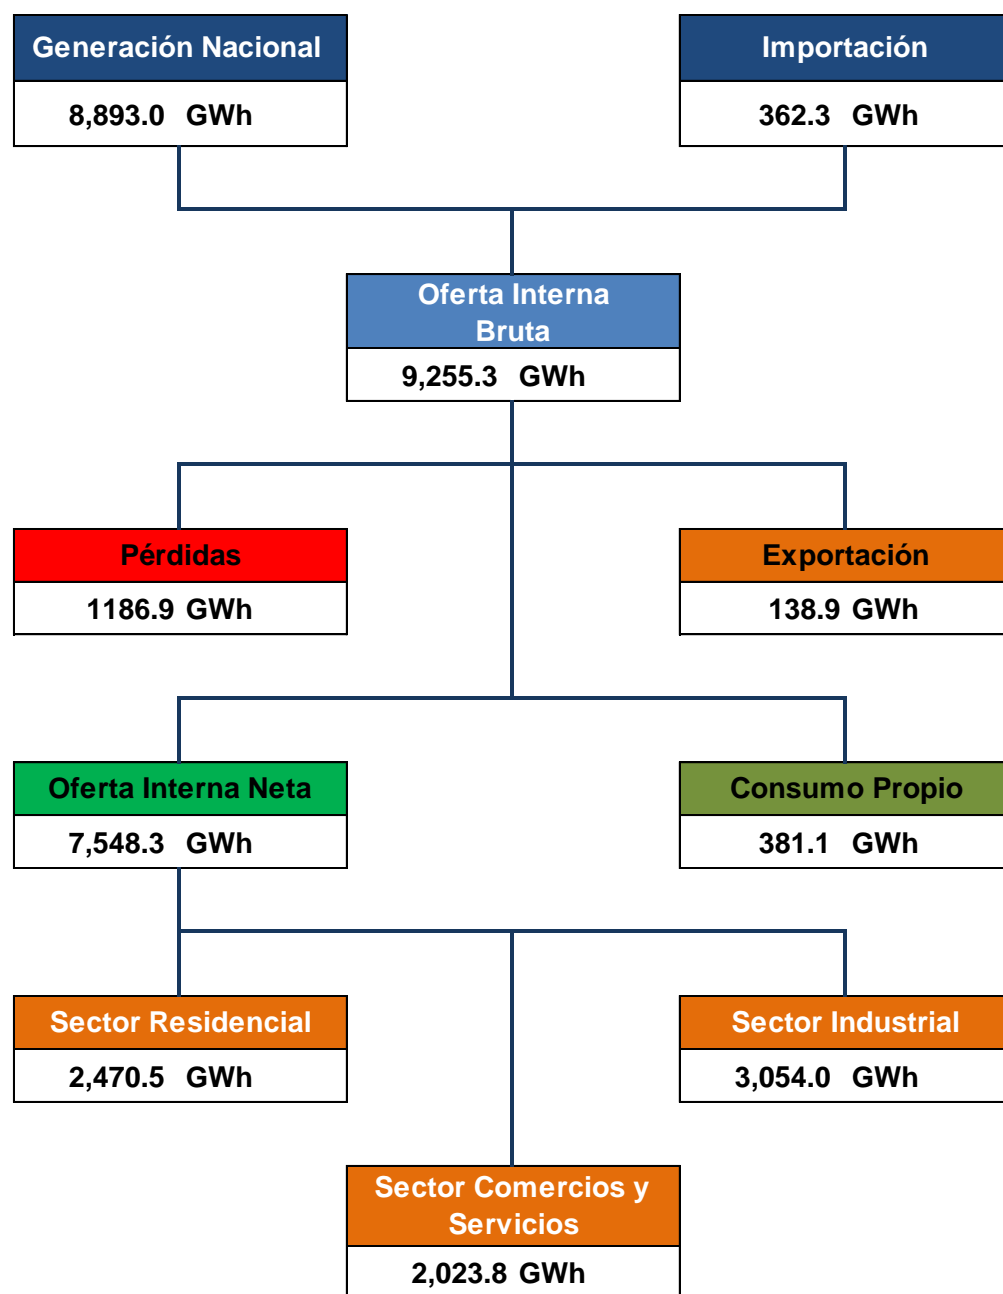 Generación Nacional
Importación
8,893.0 GWh
362.3 GWh
Oferta Interna
Bruta
9,255.3 GWh
Pérdidas
Exportación
1186.9 GWh
138.9 GWh
Oferta Interna Neta
Consumo Propio
7,548.3 GWh
381.1 GWh
Sector Residencial
Sector Industrial
2,470.5 GWh
3,054.0 GWh
Sector Comercios y
Servicios
2,023.8 GWh